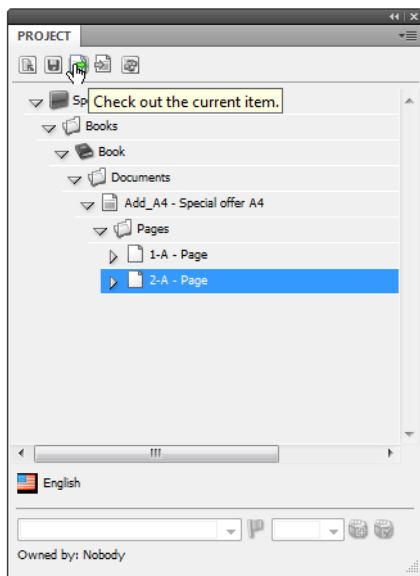 PROJECT
Sp
Check out the current item.
Books
Book
Documents
Add_A4 - Special offer A4
Pages
1-A - Page
2-A - Page
English
Owned by: Nobody